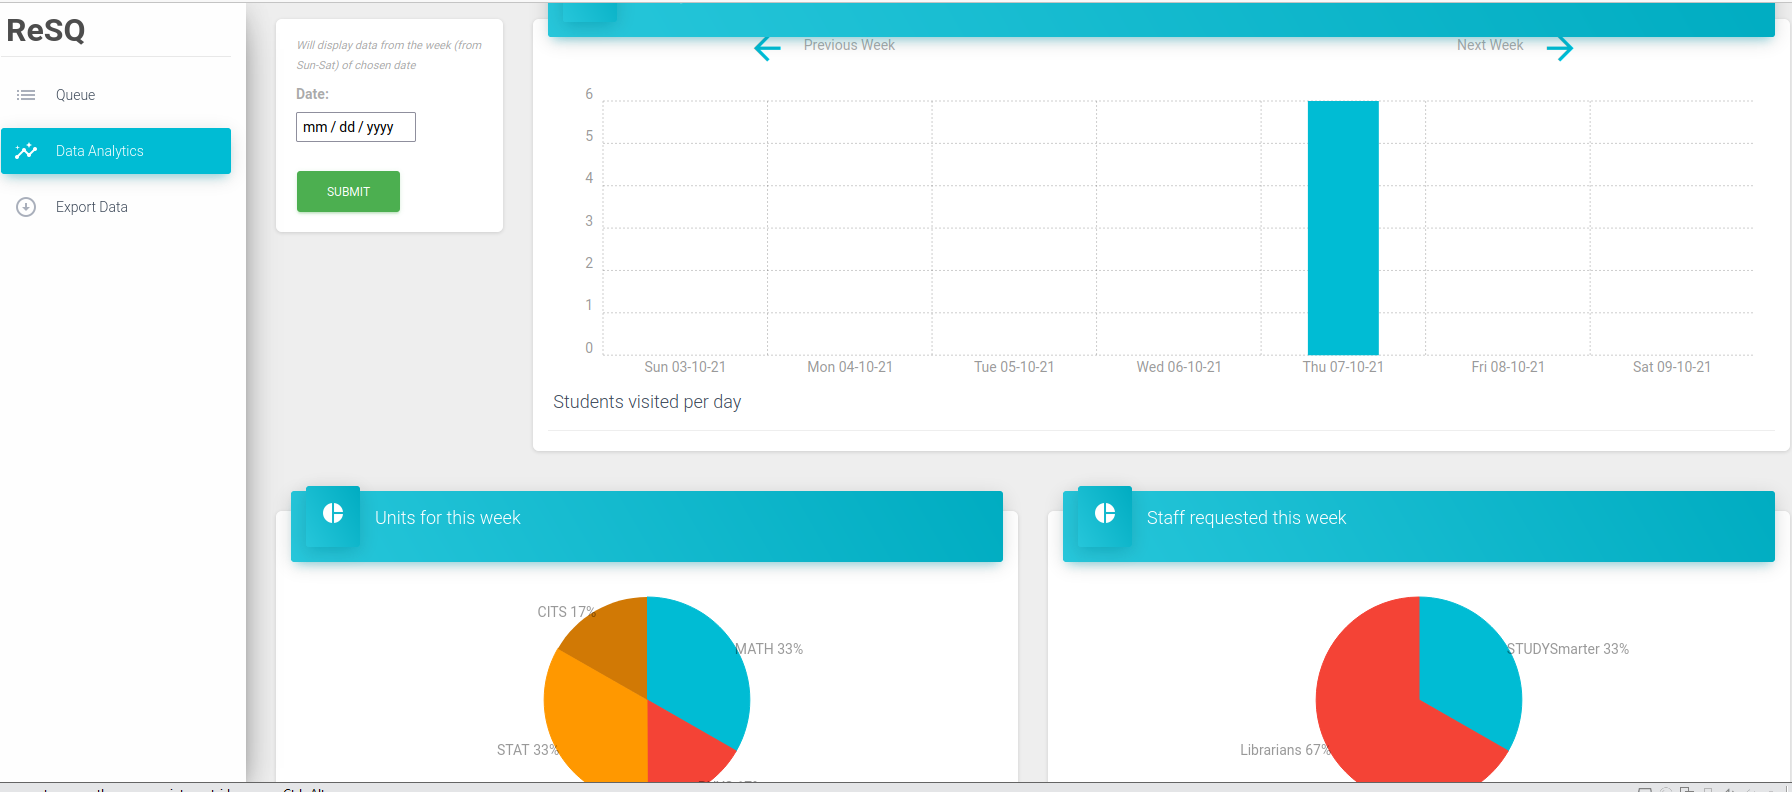 ReSQ
Queue
Data Analytics
Export Data
Will display data from the week (from
Sun-Sat) of chosen date
Date:
mm / dd / yyyy
SUBMIT
Previous Week
Next Week
6
5
4
3
2
1
0
Sun 03-10-21
Mon 04-10-21
Tue 05-10-21
Wed 06-10-21
Thu 07-10-21
Fri 08-10-21
Sat 09-10-21
Students visited per day
Units for this week
CITS 17%
MATH 33%
STAT 33%
Staff requested this week
STUDYSmarter 33%
Librarians 67%